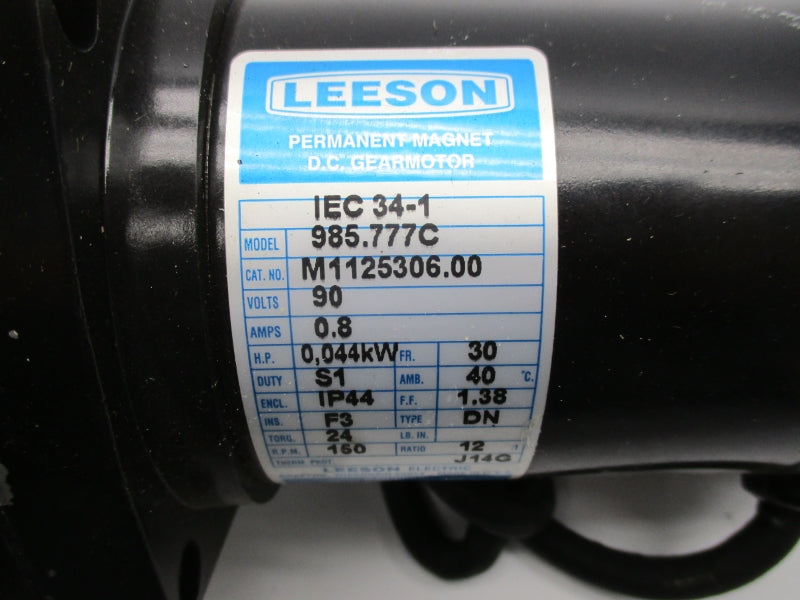 LEESON
PERMANENT MAGNET
D.C. GEARMOTOR
IEC 34-1
MODEL 985.777C
CAT. NO. M1125306.00
VOLTS 90
AMPS 0.8
H.P. 0,044kW FR. 30
DUTY S1 AMB. 40 °C.
ENCL. IP44 F.F. 1.38
INS. F3 TYPE DN
TORQ. 24 LB. IN.
R.P.M. 150 RATIO 12 :1
THERM PROT J14G
LEESON ELECTRIC